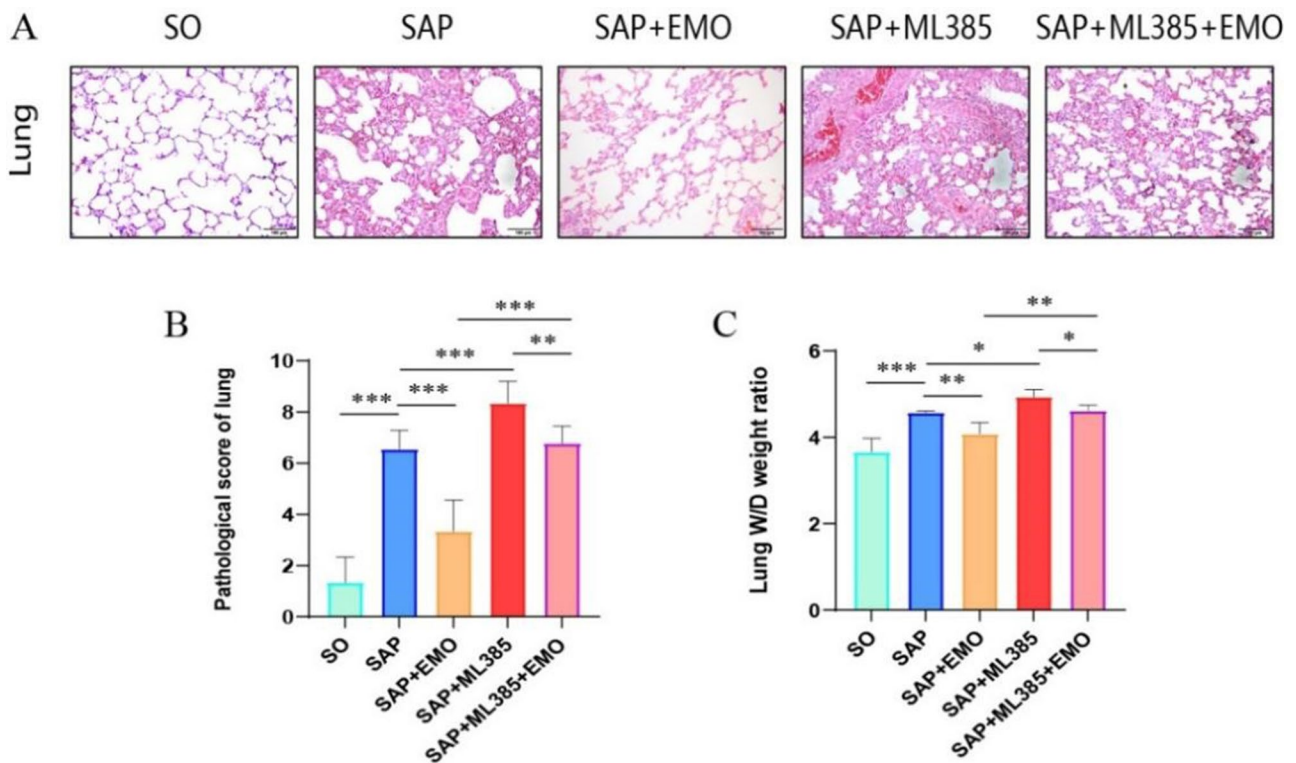 A
SO
SAP
SAP+EMO
SAP+ML385
SAP+ML385+EMO
Lung
B
Pathological score of lung
10
8
6
4
2
0
***
***
***
**
***
SO
SAP
SAP+EMO
SAP+ML385
SAP+ML385+EMO
C
Lung W/D weight ratio
6
4
2
0
***
**
*
*
**
SO
SAP
SAP+EMO
SAP+ML385
SAP+ML385+EMO